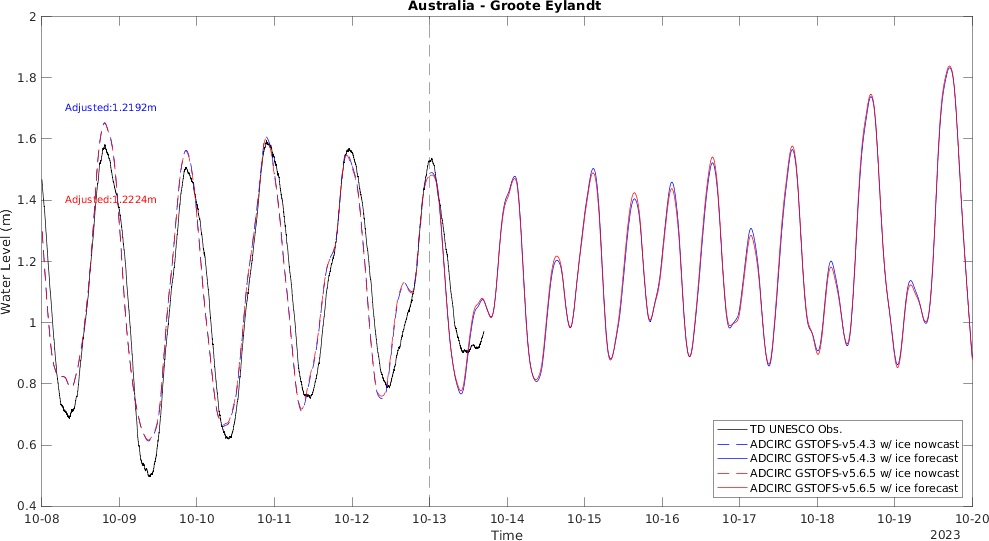 Australia - Groote Eylandt
Water Level (m)
2
1.8
1.6
1.4
1.2
1
0.8
0.6
0.4
Adjusted:1.2192m
Adjusted:1.2224m
TD UNESCO Obs.
ADCIRC GSTOFS-v5.4.3 w/ ice nowcast
ADCIRC GSTOFS-v5.4.3 w/ ice forecast
ADCIRC GSTOFS-v5.6.5 w/ ice nowcast
ADCIRC GSTOFS-v5.6.5 w/ ice forecast
10-08 10-09 10-10 10-11 10-12 10-13 10-14 10-15 10-16 10-17 10-18 10-19 10-20
Time
2023